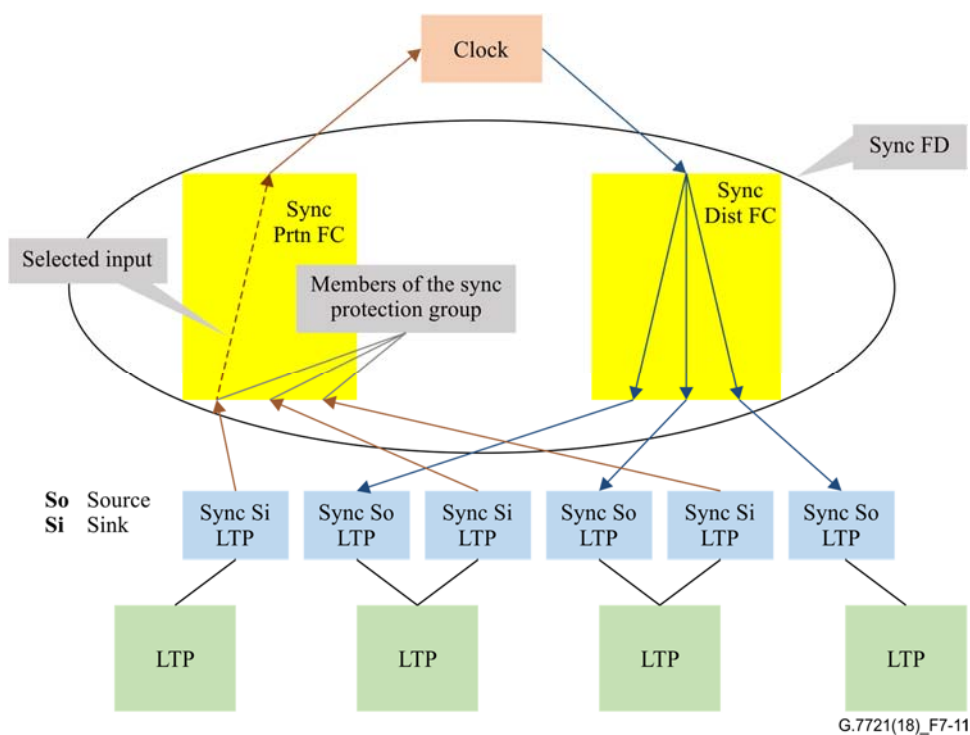 Clock
Sync FD
Sync
Prtn FC
Sync
Dist FC
Selected input
Members of the sync
protection group
So Source
Si Sink
Sync Si
LTP
Sync So
LTP
Sync Si
LTP
Sync So
LTP
Sync Si
LTP
Sync So
LTP
LTP
LTP
LTP
LTP
G.7721(18)_F7-11